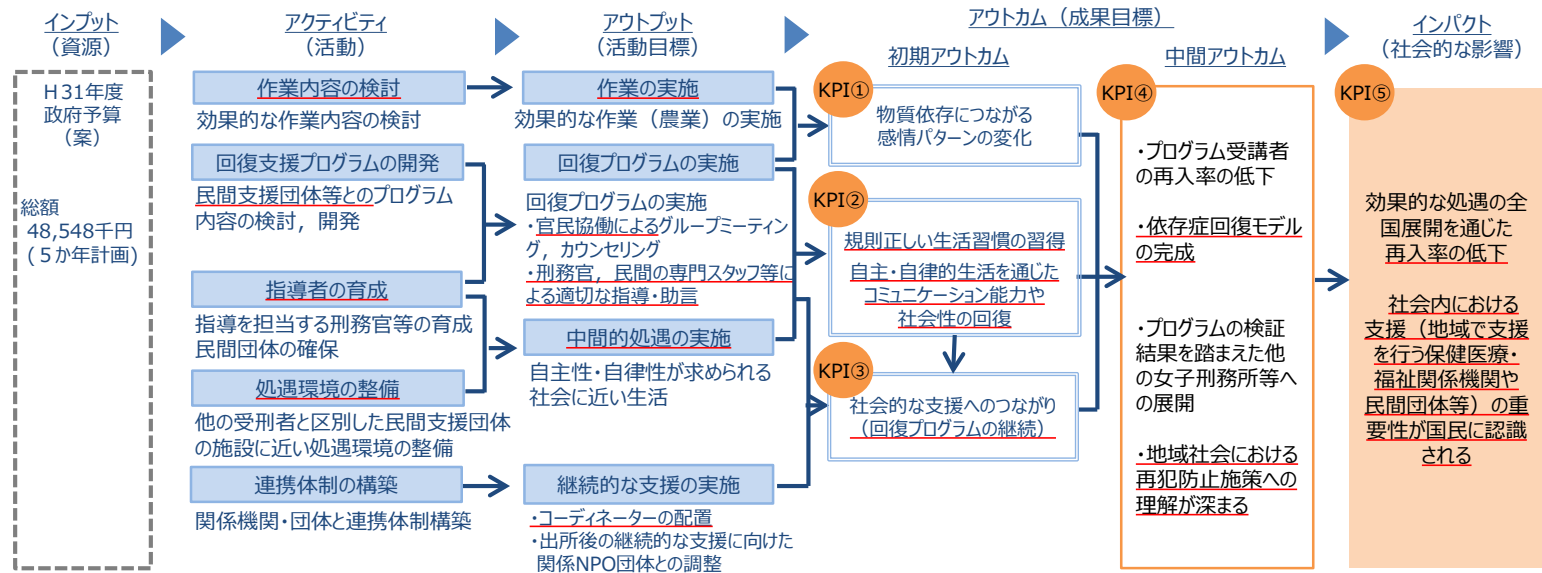 インプット
(資源)
H31年度
政府予算
(案)
総額
48,548千円
(5か年計画)
アクティビティ
(活動)
作業内容の検討
効果的な作業内容の検討
回復支援プログラムの開発
民間支援団体等とのプログラム
内容の検討，開発
指導者の育成
指導を担当する刑務官等の育成
民間団体の確保
処遇環境の整備
他の受刑者と区別した民間支援団体
の施設に近い処遇環境の整備
連携体制の構築
関係機関・団体と連携体制構築
アウトプット
(活動目標)
作業の実施
効果的な作業（農業）の実施
回復プログラムの実施
回復プログラムの実施
・官民協働によるグループミーティン
グ，カウンセリング
・刑務官，民間の専門スタッフ等に
よる適切な指導・助言
中間的処遇の実施
自主性・自律性が求められる
社会に近い生活
継続的な支援の実施
・コーディネーターの配置
・出所後の継続的な支援に向けた
関係NPO団体との調整
アウトカム（成果目標）
初期アウトカム
KPI①
物質依存につながる
感情パターンの変化
KPI②
規則正しい生活習慣の習得
自主・自律的生活を通じた
コミュニケーション能力や
社会性の回復
KPI③
社会的な支援へのつながり
（回復プログラムの継続）
中間アウトカム
KPI④
・プログラム受講者
の再入率の低下
・依存症回復モデル
の完成
・プログラムの検証
結果を踏まえた他
の女子刑務所等へ
の展開
・地域社会における
再犯防止施策への
理解が深まる
インパクト
(社会的な影響)
KPI⑤
効果的な処遇の全
国展開を通じた
再入率の低下
社会内における
支援（地域で支援
を行う保健医療・
福祉関係機関や
民間団体等）の重
要性が国民に認識
される